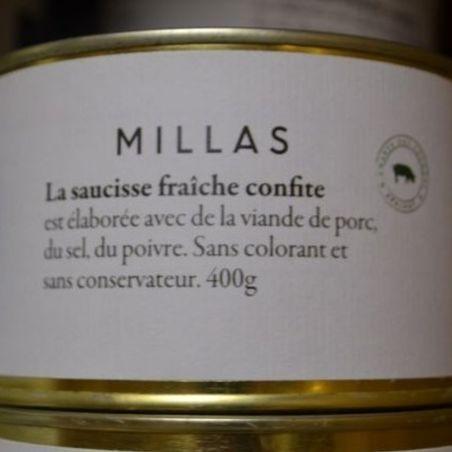 MILLAS
La saucisse fraîche confite
est élaborée avec de la viande de porc,
du sel, du poivre. Sans colorant et
sans conservateur. 400g